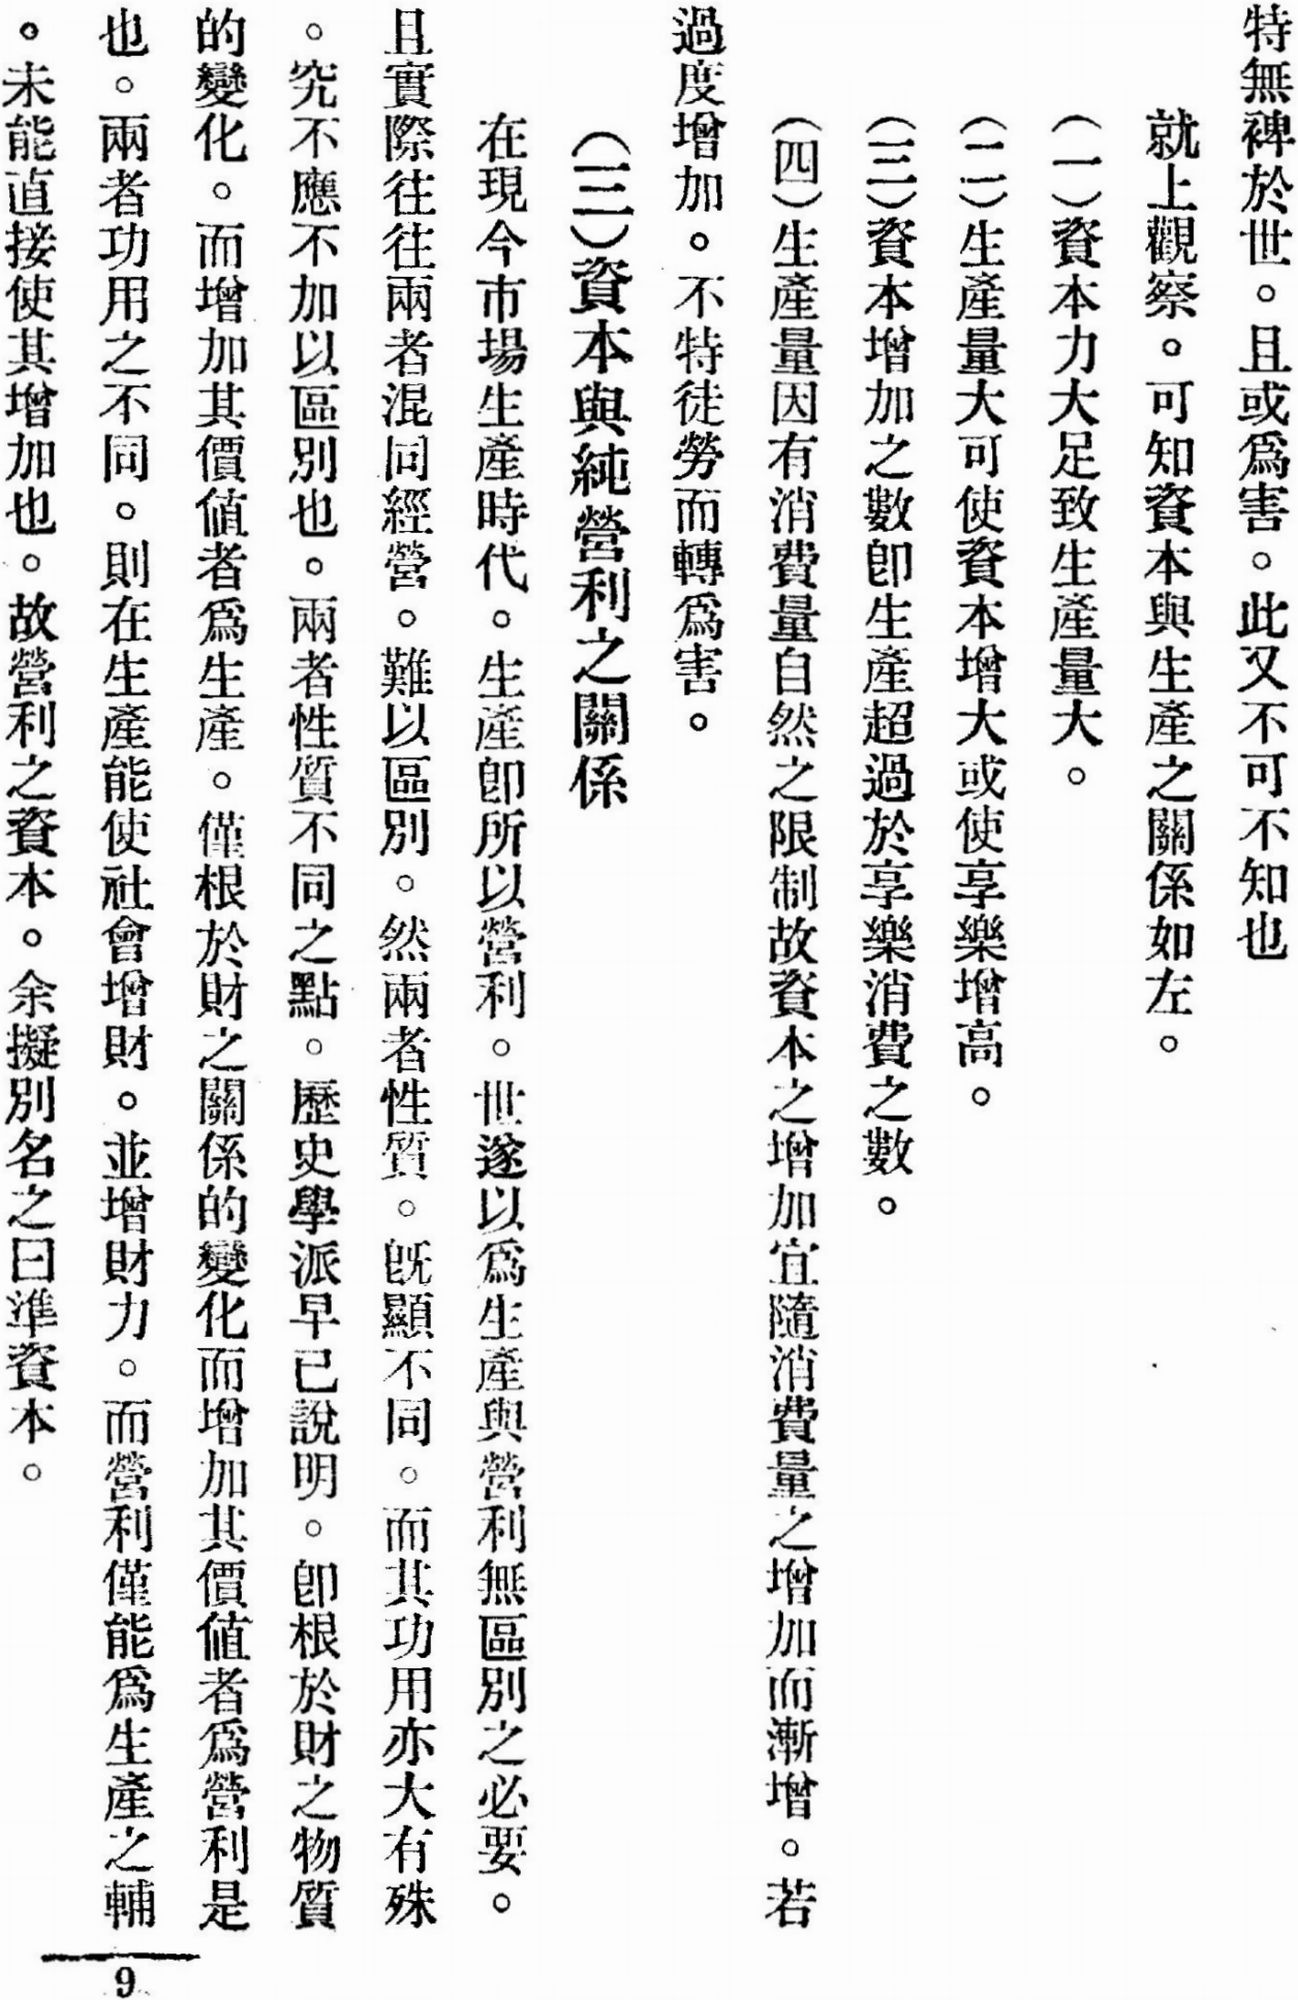 特無裨於世。且或爲害。此又不可不知也
就上觀察。可知資本與生產之關係如左。
（一）資本力大足致生產量大。
（二）生產量大可使資本增大或使享樂增高。
（三）資本增加之數卽生產超過於享樂消費之數。
（四）生產量因有消費量自然之限制故資本之增加宜隨消費量之增加而漸增。若
過度增加。不特徒勞而轉爲害。
（三）資本與純營利之關係
在現今市場生產時代。生產卽所以營利。世遂以爲生產與營利無區別之必要。
且實際往往兩者混同經營。難以區別。然兩者性質。旣顯不同。而其功用亦大有殊
。究不應不加以區別也。兩者性質不同之點。歷史學派早已說明。卽根於財之物質
的變化。而增加其價値者爲生產。僅根於財之關係的變化而增加其價値者爲營利是
也。兩者功用之不同。則在生產能使社會增財。並增財力。而營利僅能爲生產之輔
。未能直接使其增加也。故營利之資本。余擬別名之曰準資本。
9